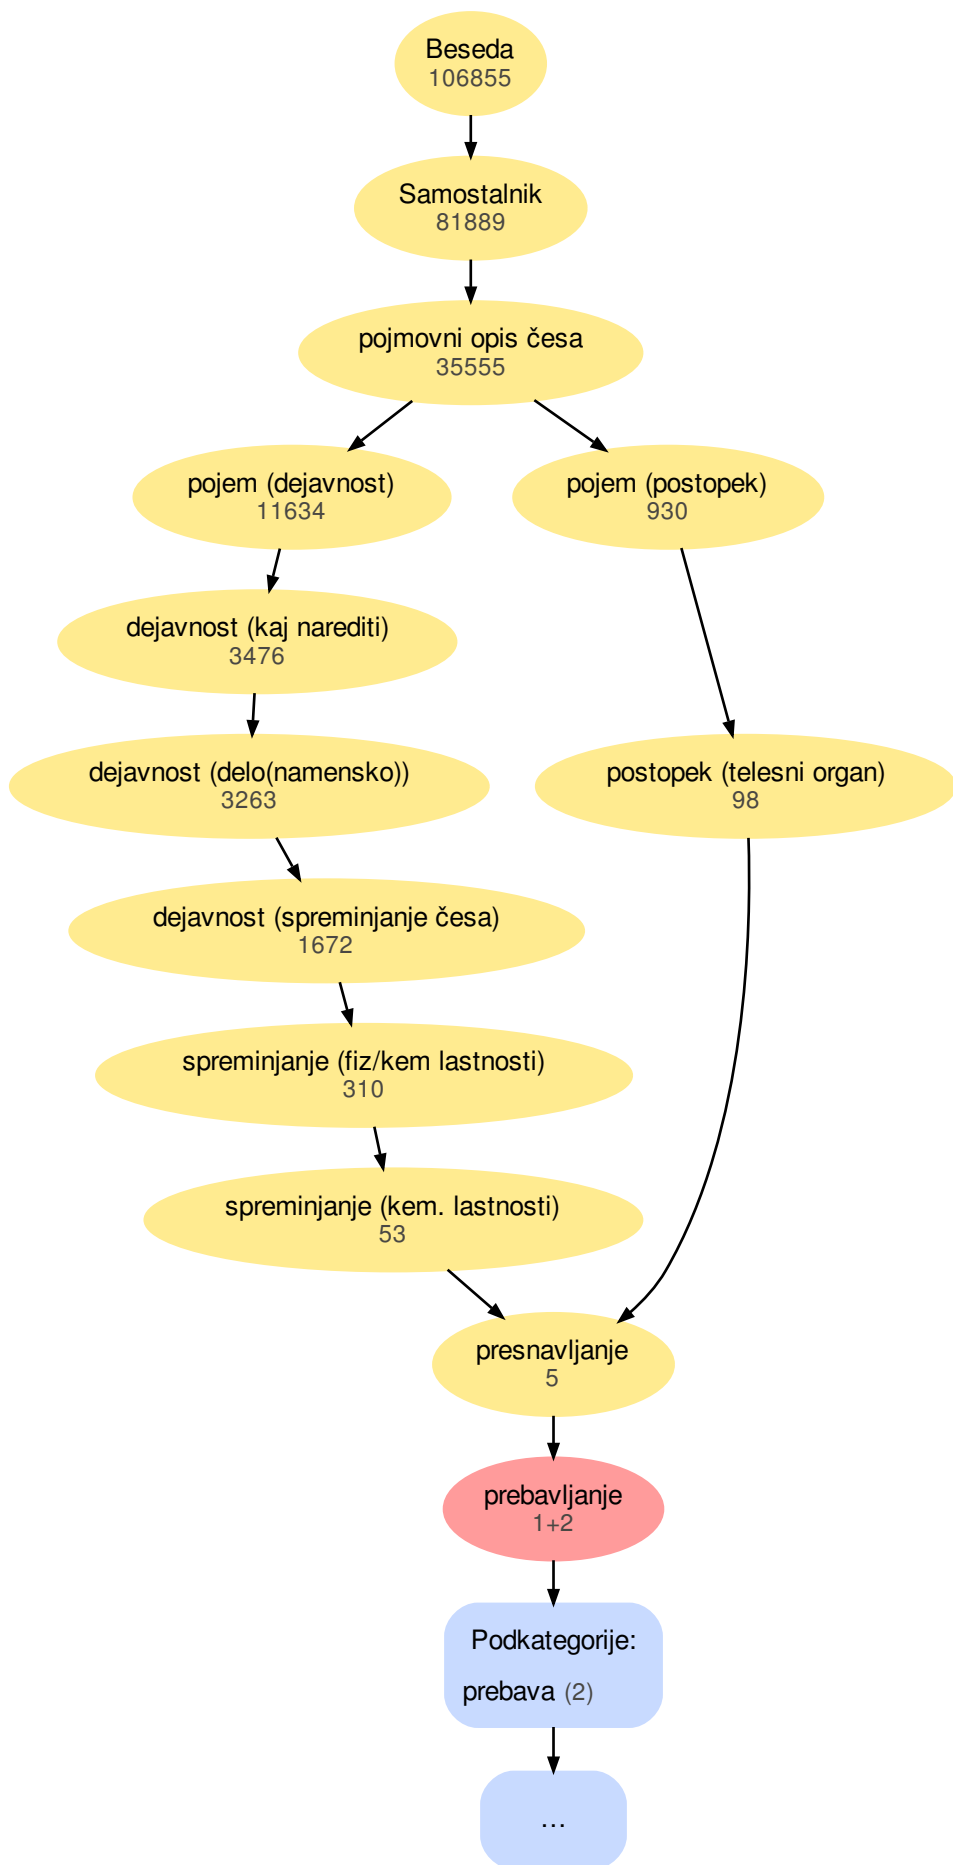 Beseda
106855
Samostalnik
81889
pojmovni opis česa
35555
pojem (dejavnost)
11634
pojem (postopek)
930
dejavnost (kaj narediti)
3476
dejavnost (delo(namensko))
3263
postopek (telesni organ)
98
dejavnost (spreminjanje česa)
1672
spreminjanje (fiz/kem lastnosti)
310
spreminjanje (kem. lastnosti)
53
presnavljanje
5
prebavljanje
1+2
Podkategorije:
prebava (2)
...